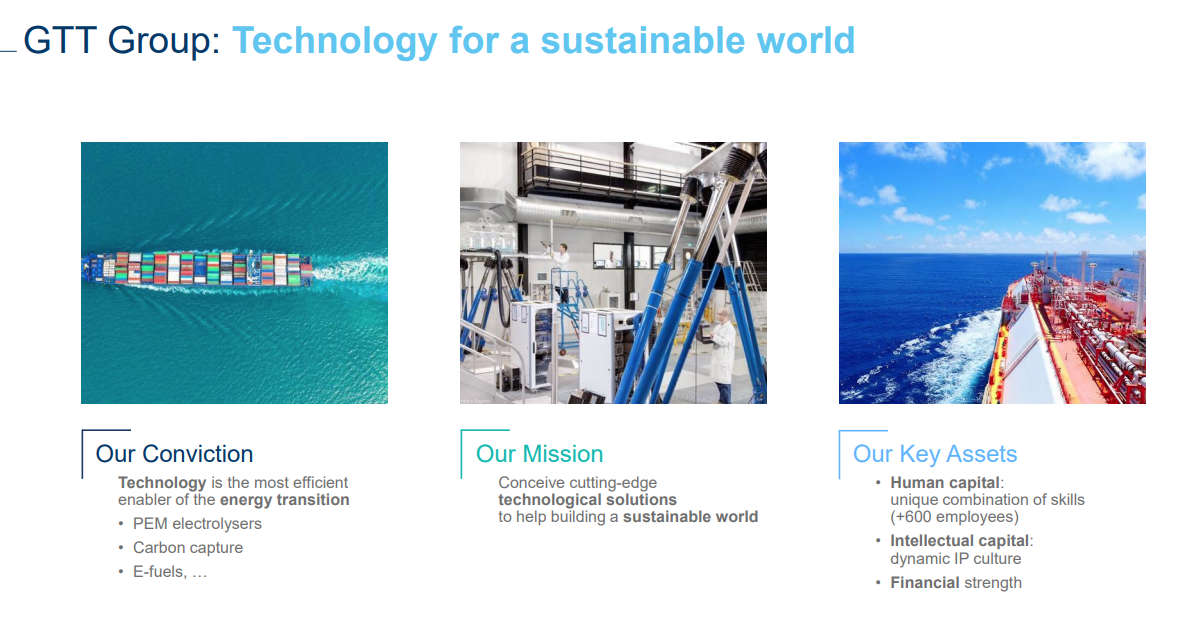 GTT Group: Technology for a sustainable world
Our Conviction
Technology is the most efficient
enabler of the energy transition
• PEM electrolysers
• Carbon capture
• E-fuels, …
Our Mission
Conceive cutting-edge
technological solutions
to help building a sustainable world
Our Key Assets
• Human capital:
unique combination of skills
(+600 employees)
• Intellectual capital:
dynamic IP culture
• Financial strength